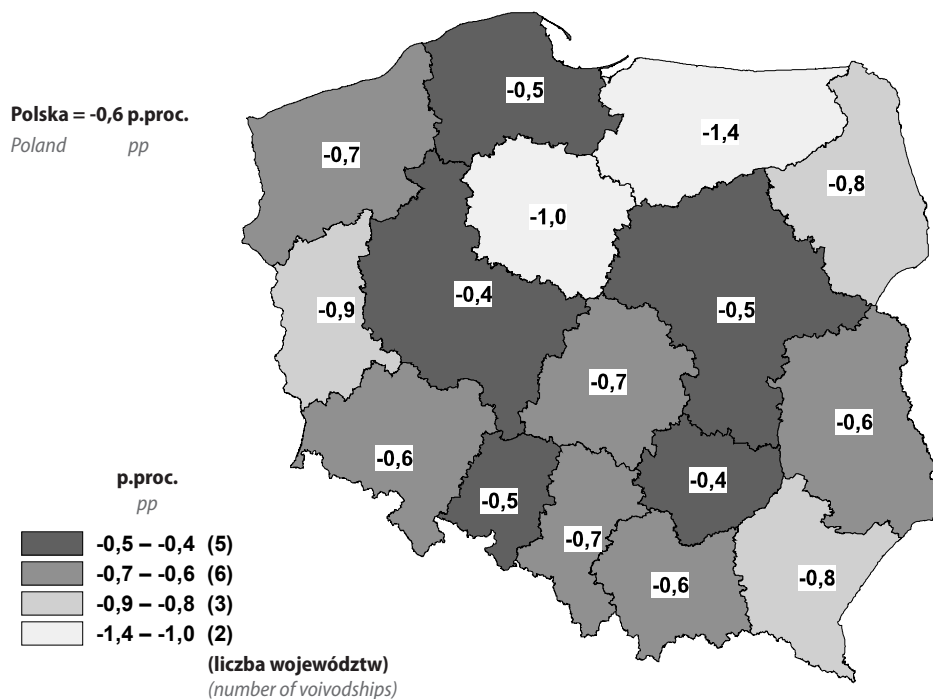 Polska = -0,6 p.proc.
Poland pp
-0,5
-1,4
-0,7
-0,8
-1,0
-0,4
-0,9
-0,5
-0,7
-0,6
-0,6
-0,4
-0,5
-0,7
-0,8
-0,6
p.proc.
pp
-0,5 – -0,4 (5)
-0,7 – -0,6 (6)
-0,9 – -0,8 (3)
-1,4 – -1,0 (2)
(liczba województw)
(number of voivodships)